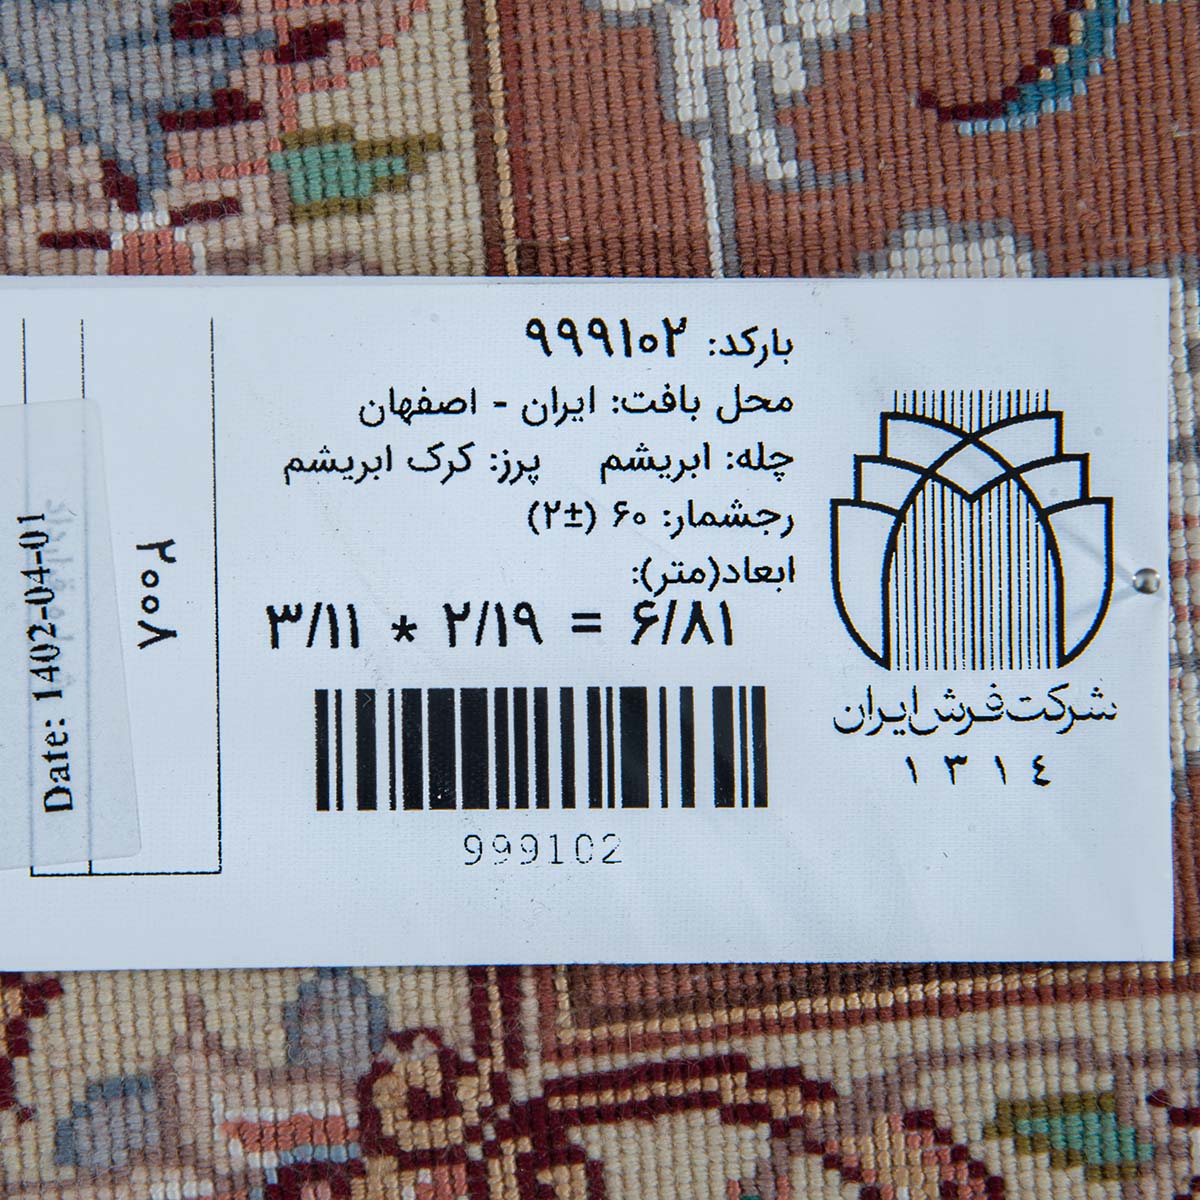 بارکد: ۹۹۹۱۰۲
محل بافت: ایران - اصفهان
چله: ابریشم پرز: کرک ابریشم
رجشمار: ۶۰ (±۲)
ابعاد(متر):
۳/۱۱ * ۲/۱۹ = ۶/۸۱
999102
شرکت فرش ایران
۱۳۱۴
۲۰۰۸
Date: 1402-04-01